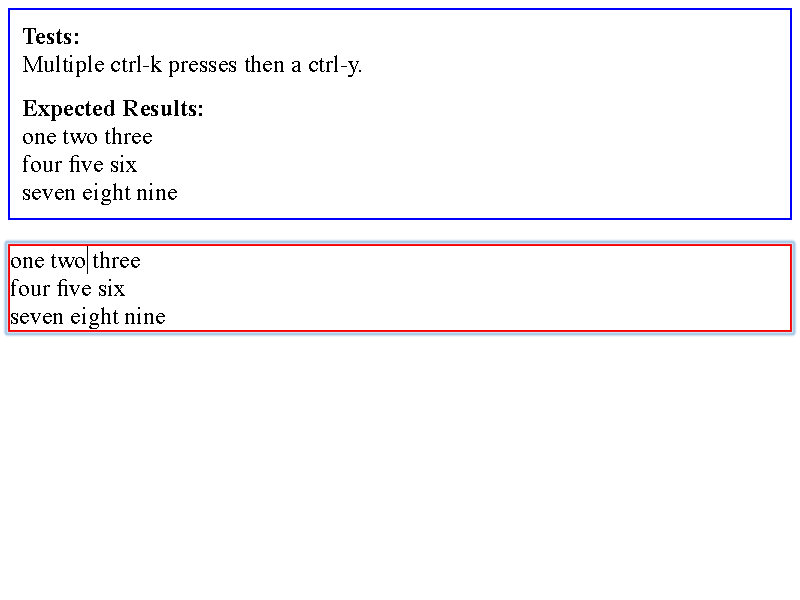 Tests:
Multiple ctrl-k presses then a ctrl-y.
Expected Results:
one two three
four five six
seven eight nine
one two three
four five six
seven eight nine